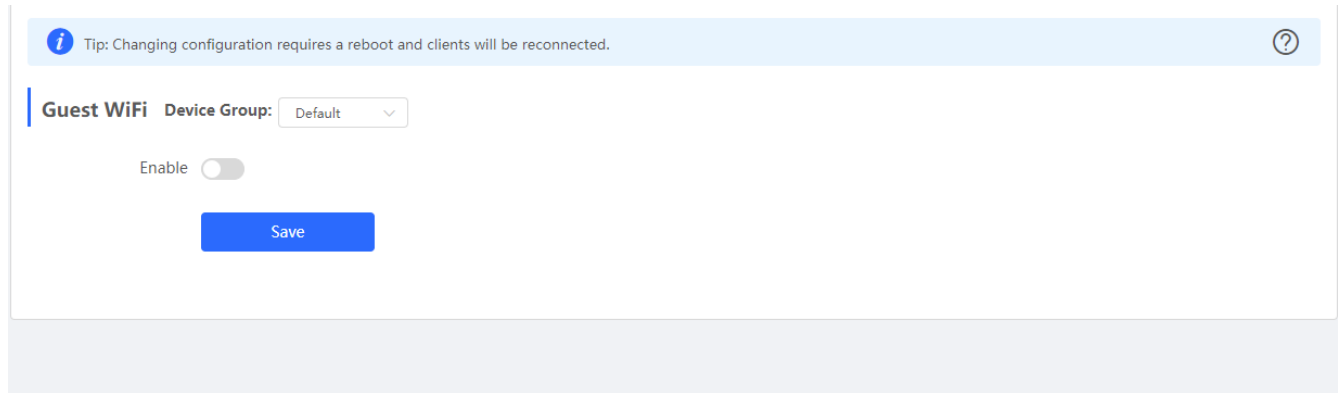 Tip: Changing configuration requires a reboot and clients will be reconnected.
Guest WiFi Device Group: Default
Enable
Save